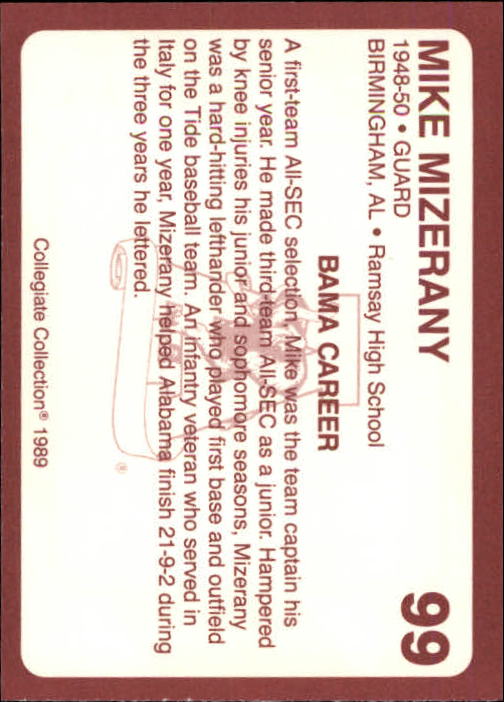 MIKE MIZERANY 99
1948-50 • GUARD
BIRMINGHAM, AL • Ramsay High School
BAMA CAREER
A first-team All-SEC selection, Mike was the team captain his
senior year. He made third-team All-SEC as a junior. Hampered
by knee injuries his junior and sophomore seasons, Mizerany
was a hard-hitting lefthander who played first base and outfield
on the Tide baseball team. An infantry veteran who served in
Italy for one year, Mizerany helped Alabama finish 21-9-2 during
the three years he lettered.
®
Collegiate Collection® 1989